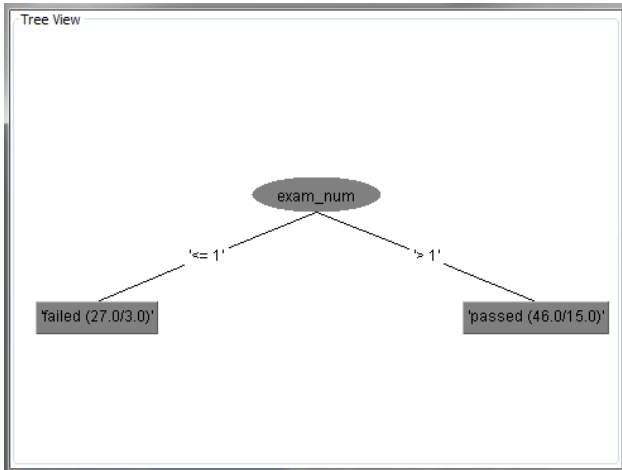 Tree View
exam_num
'<= 1'
'> 1'
'failed (27.0/3.0)'
'passed (46.0/15.0)'